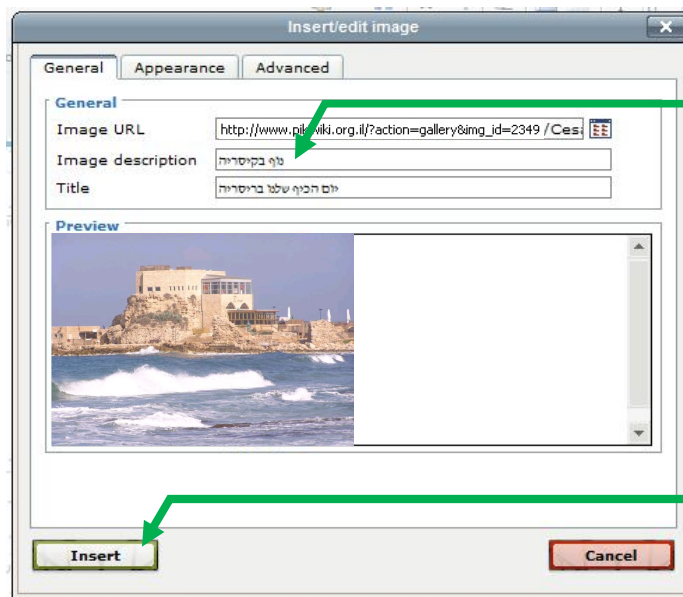 Insert/edit image
General Appearance Advanced
General
Image URL http://www.pikiwiki.org.il/?action=gallery&img_id=2349 /Ces
Image description נוף בקיסריה
Title יום הכיף שלנו בריסריה
Preview
Insert Cancel